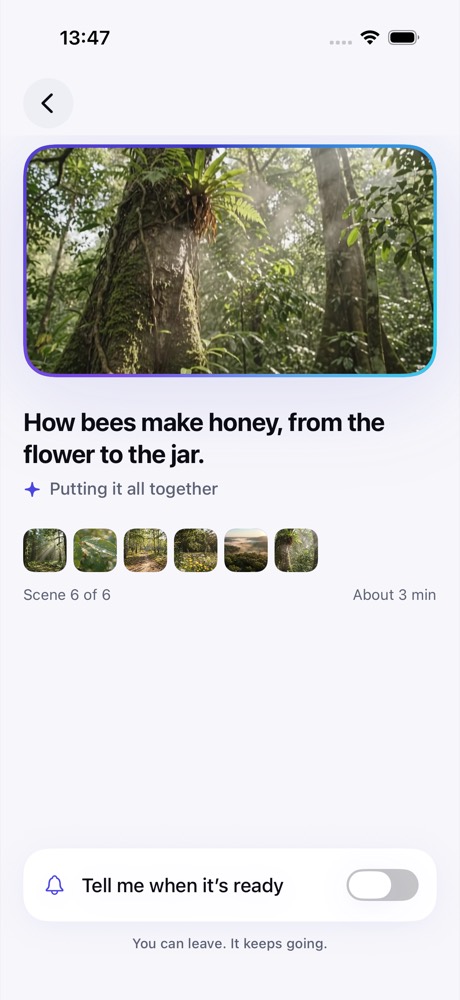 13:47
How bees make honey, from the
flower to the jar.
Putting it all together
Scene 6 of 6
About 3 min
Tell me when it’s ready
You can leave. It keeps going.